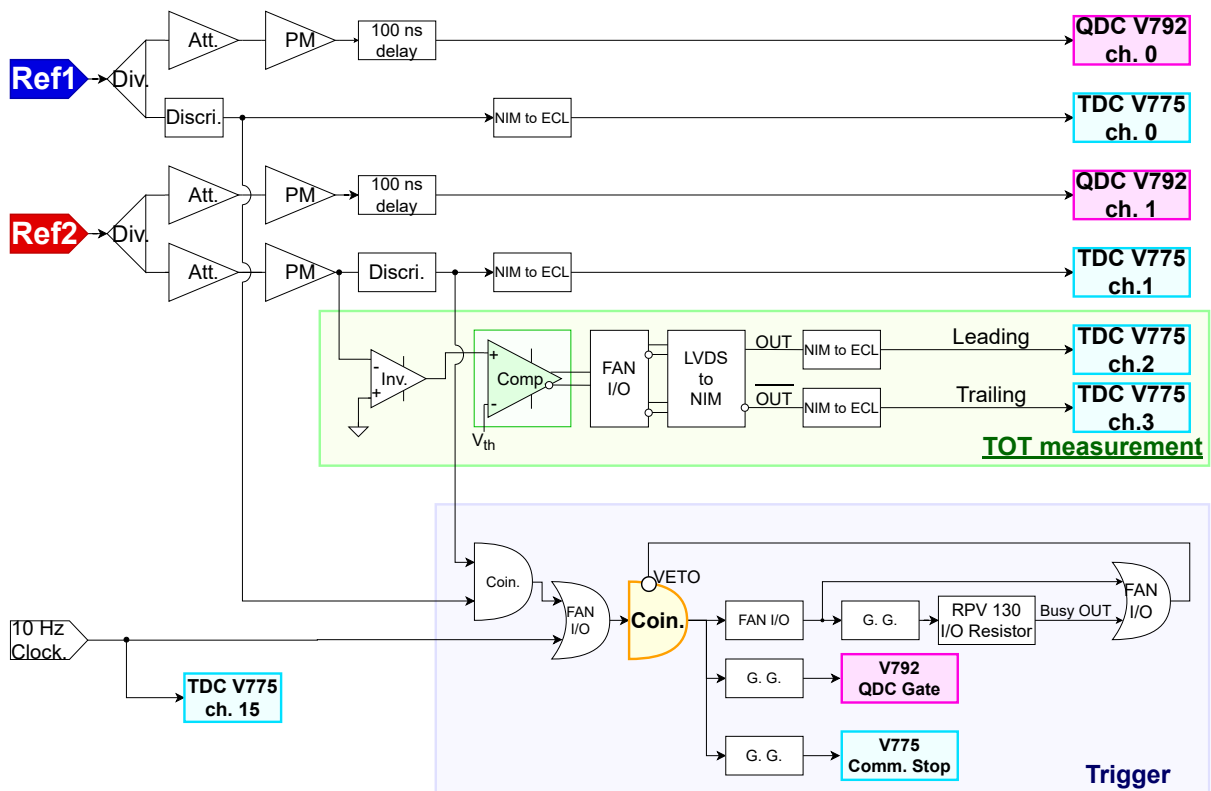 Ref1
Div.
Att.
PM
100 ns
delay
QDC V792
ch. 0
Discri.
NIM to ECL
TDC V775
ch. 0
Ref2
Div.
Att.
PM
100 ns
delay
QDC V792
ch. 1
Att.
PM
Discri.
NIM to ECL
TDC V775
ch.1
Inv.
-
+
+
Comp.
-
Vth
FAN
I/O
LVDS
to
NIM
OUT
NIM to ECL
Leading
TDC V775
ch.2
OUT
NIM to ECL
Trailing
TDC V775
ch.3
TOT measurement
Coin.
FAN
I/O
VETO
Coin.
FAN I/O
G. G.
RPV 130
I/O Resistor
Busy OUT
FAN
I/O
10 Hz
Clock.
TDC V775
ch. 15
G. G.
V792
QDC Gate
G. G.
V775
Comm. Stop
Trigger